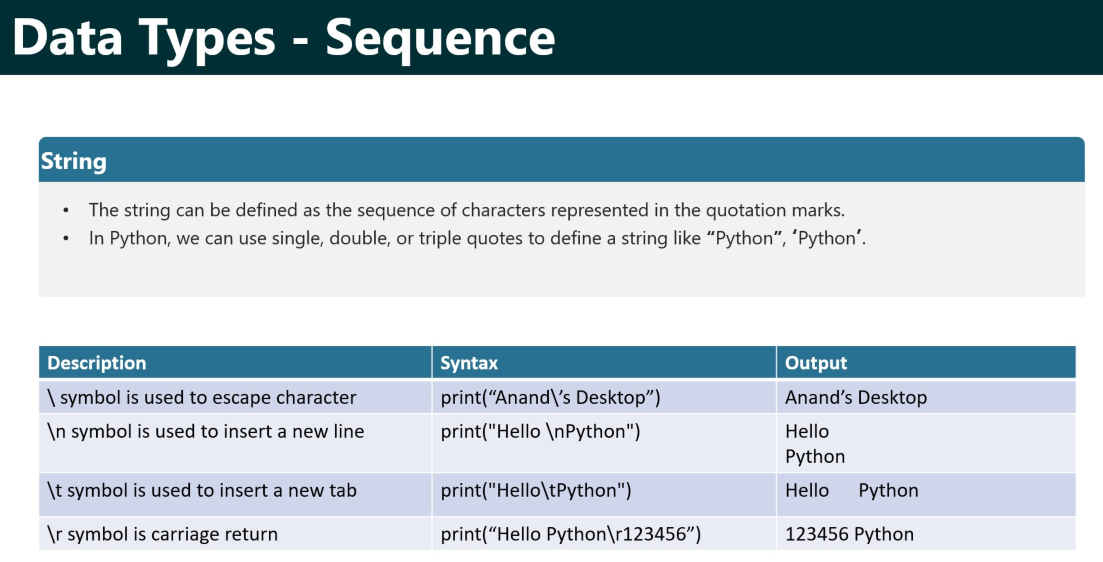 Data Types - Sequence
String
• The string can be defined as the sequence of characters represented in the quotation marks.
• In Python, we can use single, double, or triple quotes to define a string like “Python”, ‘Python’.
Description Syntax Output
\ symbol is used to escape character print(“Anand\’s Desktop”) Anand’s Desktop
\n symbol is used to insert a new line print("Hello \nPython") Hello
Python
\t symbol is used to insert a new tab print("Hello\tPython") Hello Python
\r symbol is carriage return print(“Hello Python\r123456”) 123456 Python